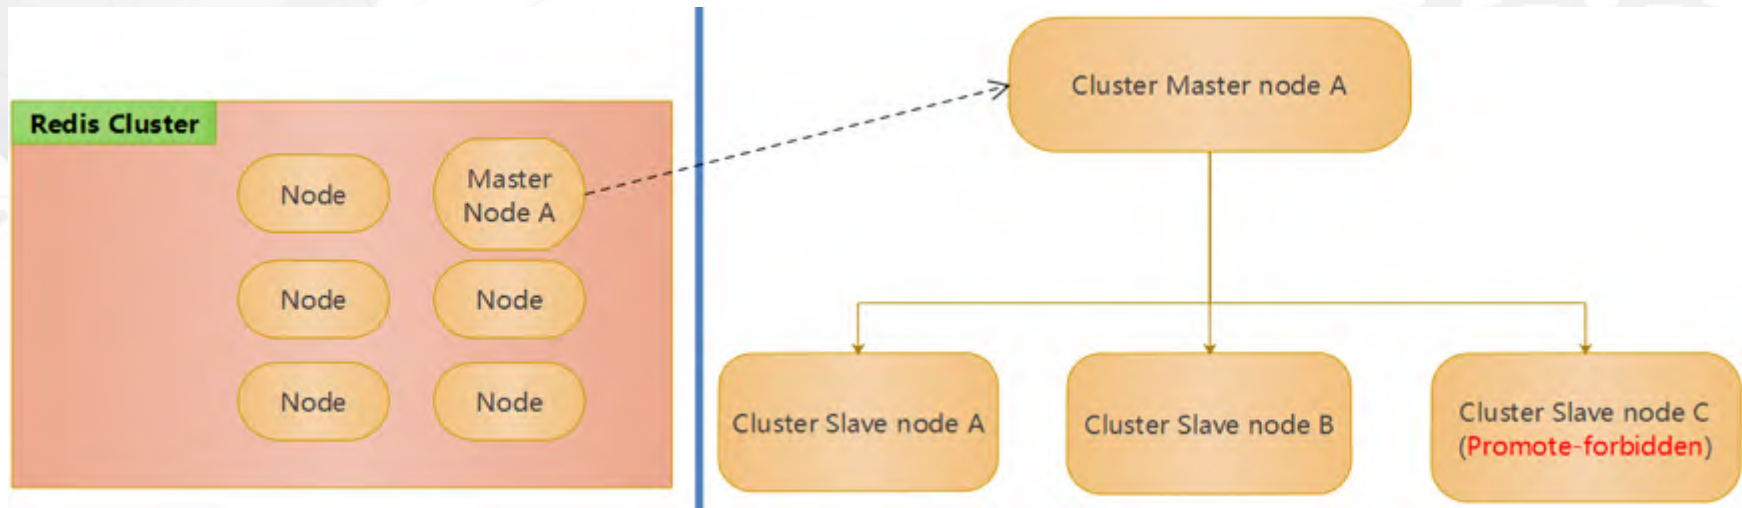 Redis Cluster
Node
Master
Node A
Node
Node
Node
Node
Cluster Master node A
Cluster Slave node A
Cluster Slave node B
Cluster Slave node C
(Promote-forbidden)